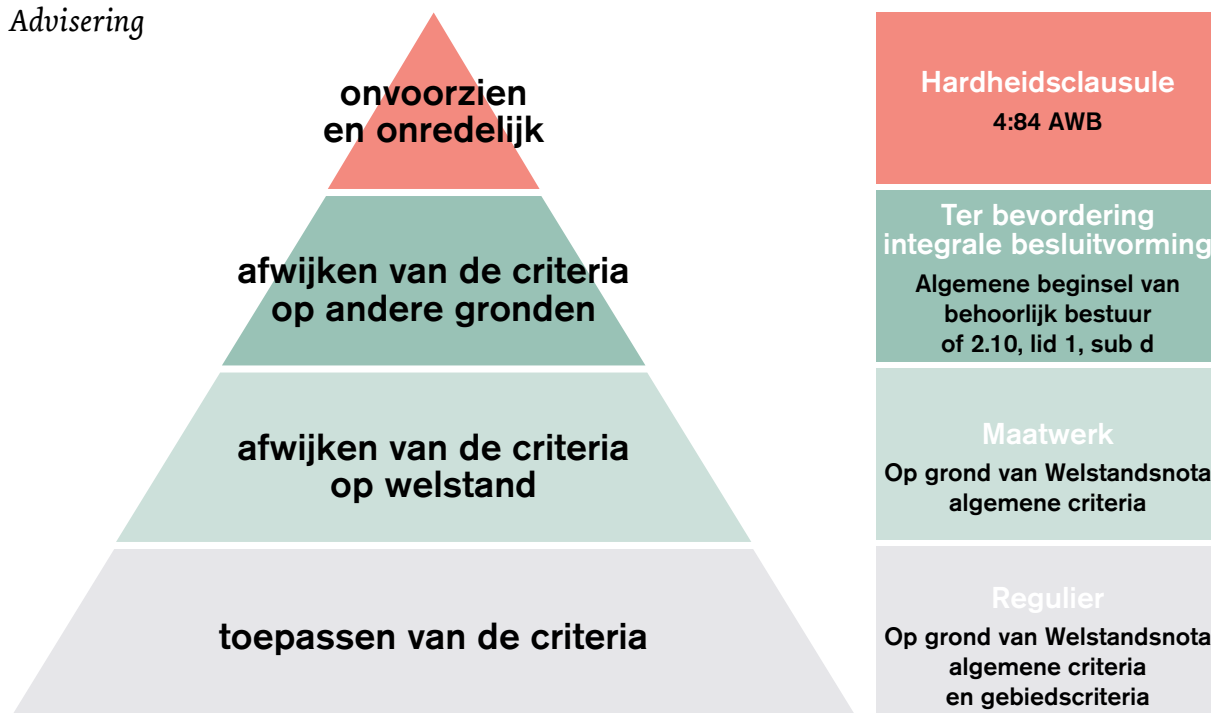 Advisering
onvoorzien
en onredelijk
Hardheidsclausule
4:84 AWB
afwijken van de criteria
op andere gronden
Ter bevordering
integrale besluitvorming
Algemene beginsel van
behoorlijk bestuur
of 2.10, lid 1, sub d
afwijken van de criteria
op welstand
Maatwerk
Op grond van Welstandsnota
algemene criteria
toepassen van de criteria
Regulier
Op grond van Welstandsnota
algemene criteria
en gebiedscriteria